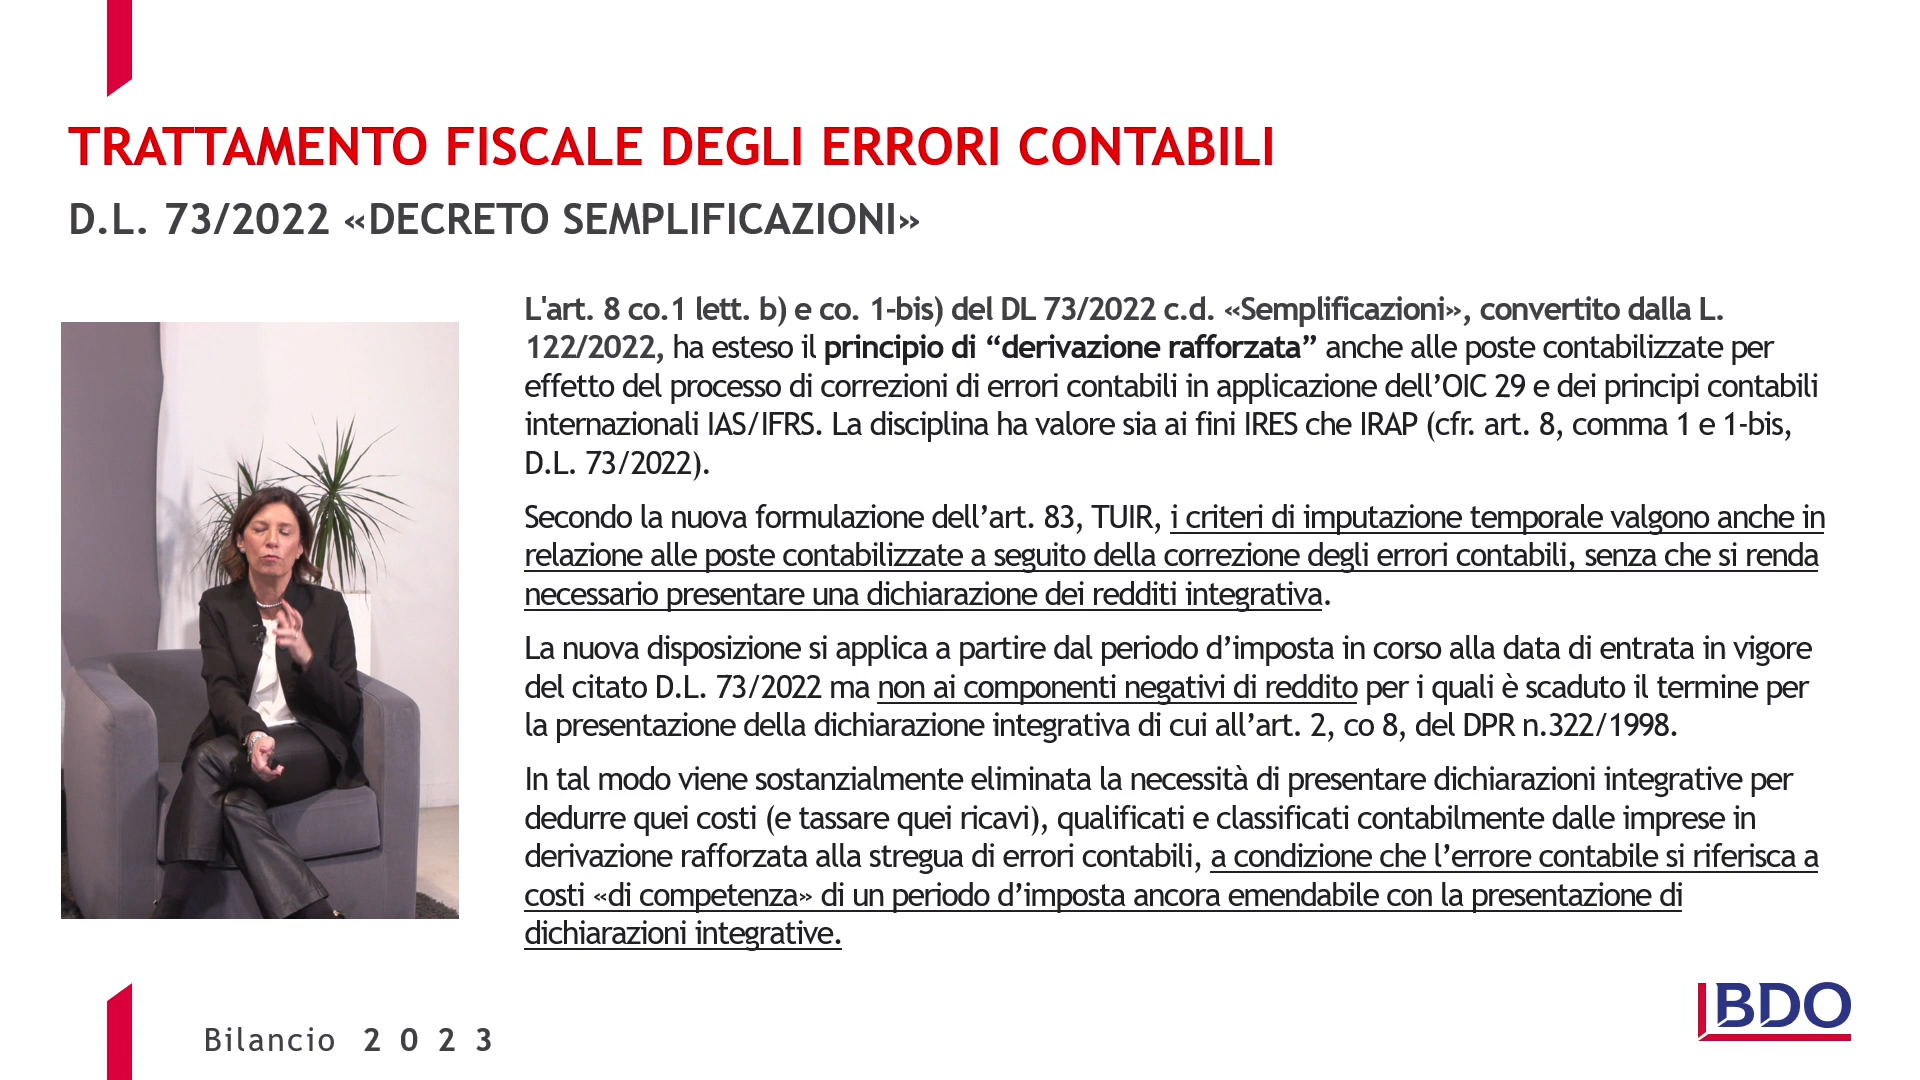 TRATTAMENTO FISCALE DEGLI ERRORI CONTABILI
D.L. 73/2022 «DECRETO SEMPLIFICAZIONI»
L'art. 8 co.1 lett. b) e co. 1-bis) del DL 73/2022 c.d. «Semplificazioni», convertito dalla L.
122/2022, ha esteso il principio di “derivazione rafforzata” anche alle poste contabilizzate per
effetto del processo di correzioni di errori contabili in applicazione dell’OIC 29 e dei principi contabili
internazionali IAS/IFRS. La disciplina ha valore sia ai fini IRES che IRAP (cfr. art. 8, comma 1 e 1-bis,
D.L. 73/2022).
Secondo la nuova formulazione dell’art. 83, TUIR, i criteri di imputazione temporale valgono anche in
relazione alle poste contabilizzate a seguito della correzione degli errori contabili, senza che si renda
necessario presentare una dichiarazione dei redditi integrativa.
La nuova disposizione si applica a partire dal periodo d’imposta in corso alla data di entrata in vigore
del citato D.L. 73/2022 ma non ai componenti negativi di reddito per i quali è scaduto il termine per
la presentazione della dichiarazione integrativa di cui all’art. 2, co 8, del DPR n.322/1998.
In tal modo viene sostanzialmente eliminata la necessità di presentare dichiarazioni integrative per
dedurre quei costi (e tassare quei ricavi), qualificati e classificati contabilmente dalle imprese in
derivazione rafforzata alla stregua di errori contabili, a condizione che l’errore contabile si riferisca a
costi «di competenza» di un periodo d’imposta ancora emendabile con la presentazione di
dichiarazioni integrative.
Bilancio 2023
BDO